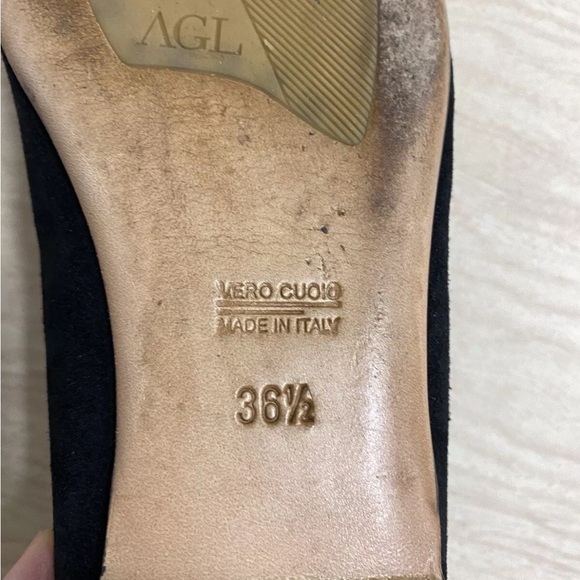 AGL
VERO CUOIO
MADE IN ITALY
36½